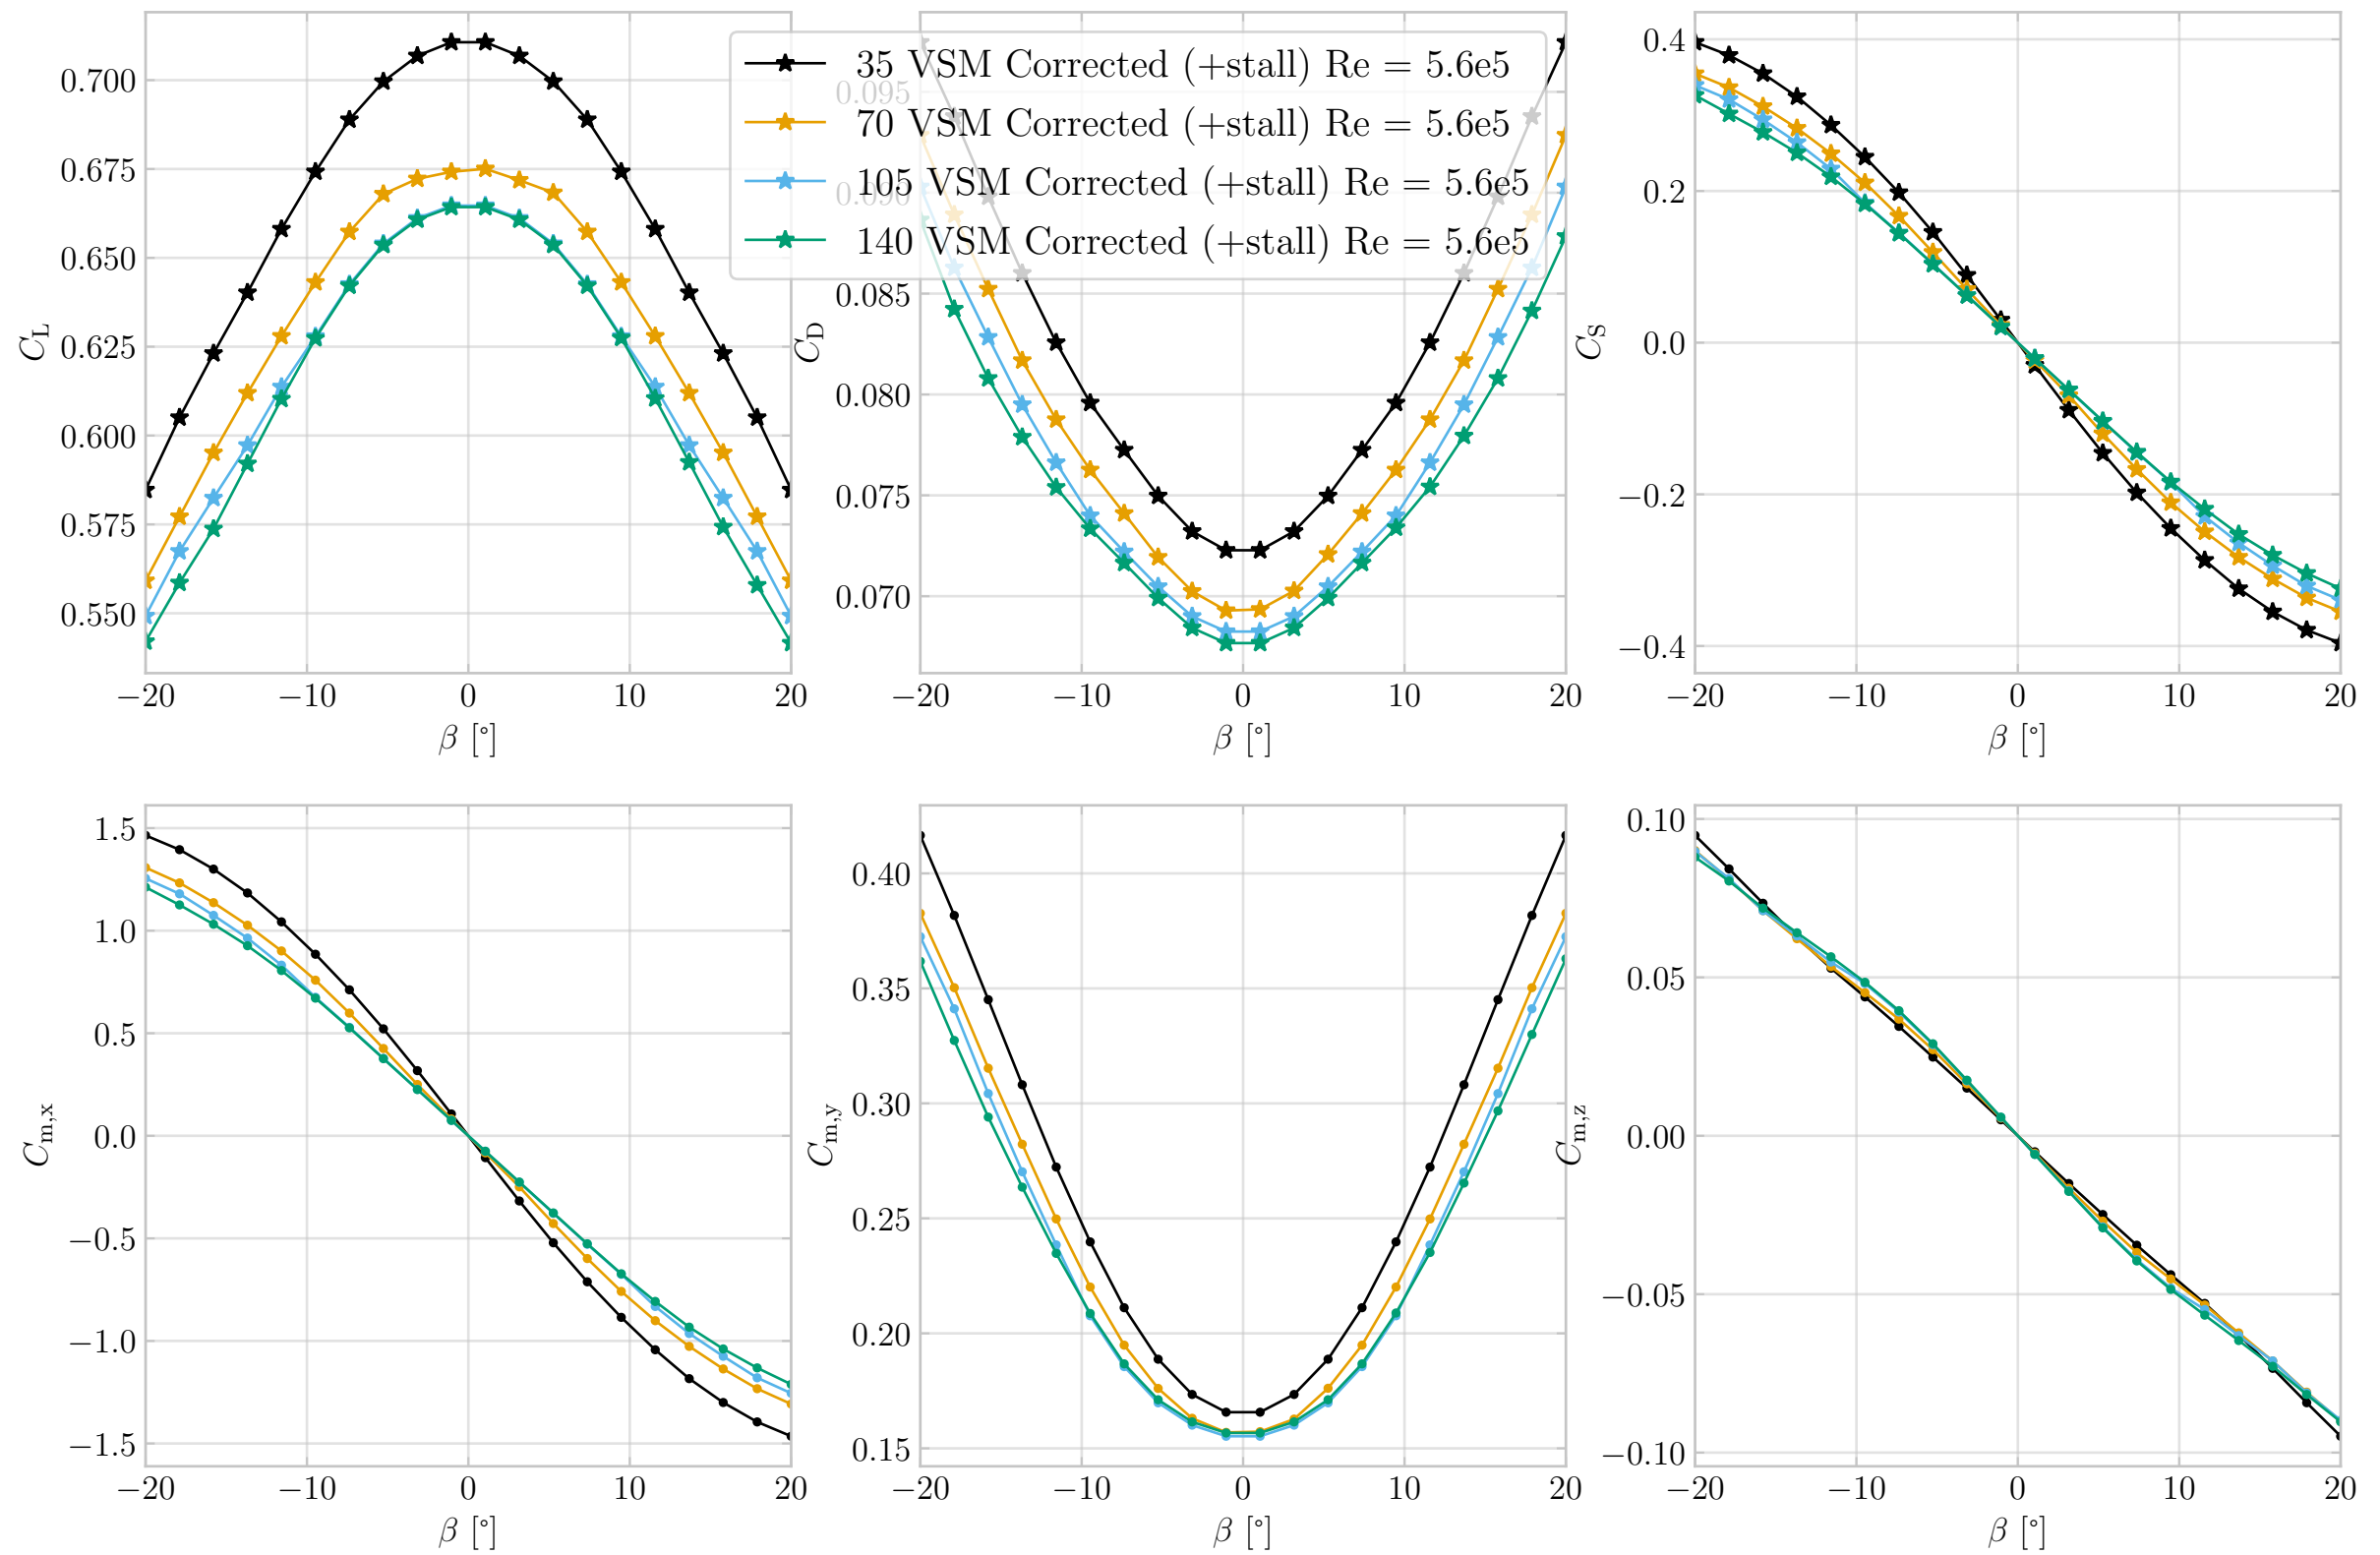 35 VSM Corrected (+stall) Re = 5.6e5
70 VSM Corrected (+stall) Re = 5.6e5
105 VSM Corrected (+stall) Re = 5.6e5
140 VSM Corrected (+stall) Re = 5.6e5
C_L
0.700
0.675
0.650
0.625
0.600
0.575
0.550
−20 −10 0 10 20
β [°]
C_D
0.095
0.090
0.085
0.080
0.075
0.070
−20 −10 0 10 20
β [°]
C_S
0.4
0.2
0.0
−0.2
−0.4
−20 −10 0 10 20
β [°]
C_m,x
1.5
1.0
0.5
0.0
−0.5
−1.0
−1.5
−20 −10 0 10 20
β [°]
C_m,y
0.40
0.35
0.30
0.25
0.20
0.15
−20 −10 0 10 20
β [°]
C_m,z
0.10
0.05
0.00
−0.05
−0.10
−20 −10 0 10 20
β [°]